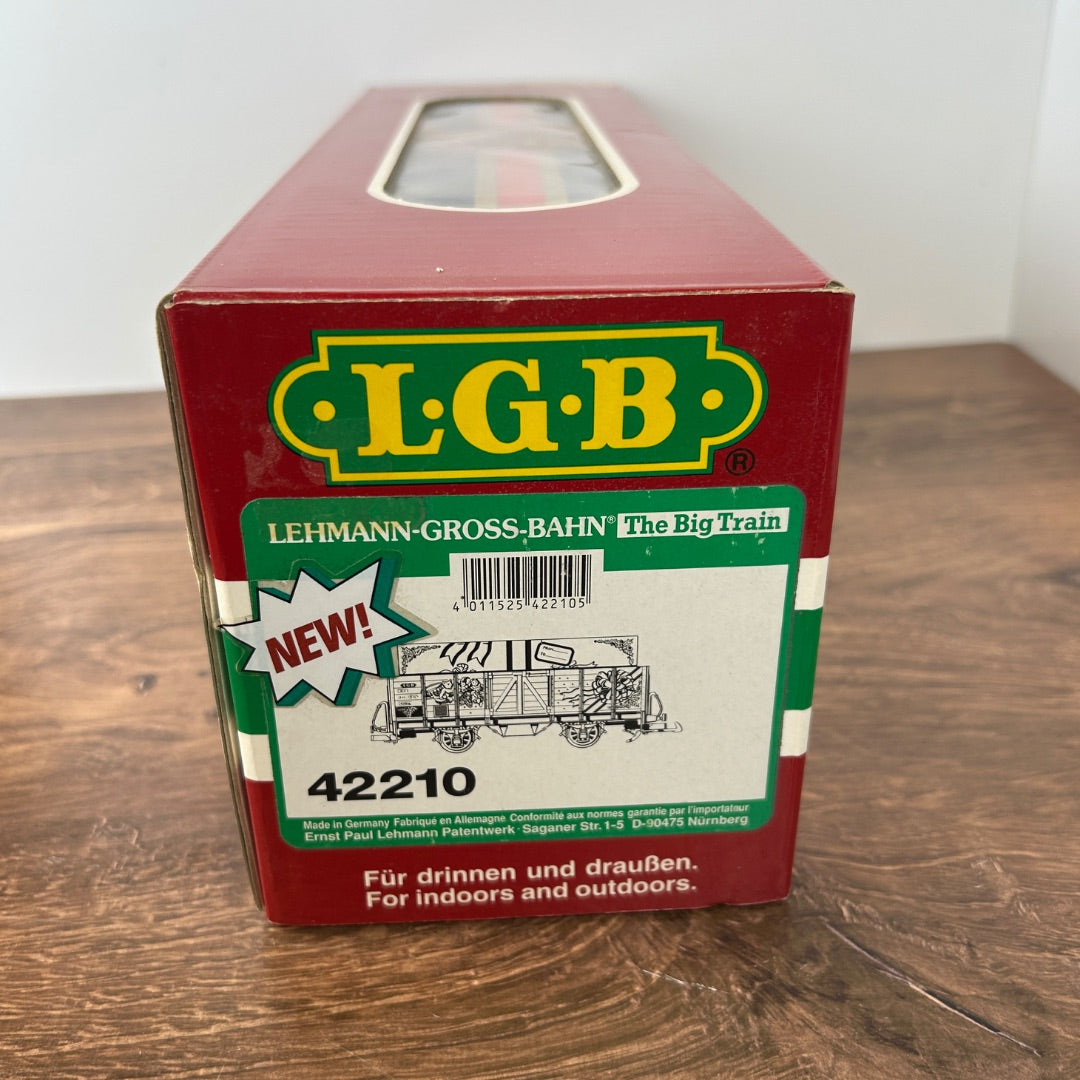 L·G·B
®
LEHMANN-GROSS-BAHN® The Big Train
4 011525 422105
NEW!
LGB
42210
Made in Germany Fabriqué en Allemagne Conformité aux normes garantie par l'importateur
Ernst Paul Lehmann Patentwerk · Saganer Str. 1-5 D-90475 Nürnberg
Für drinnen und draußen.
For indoors and outdoors.